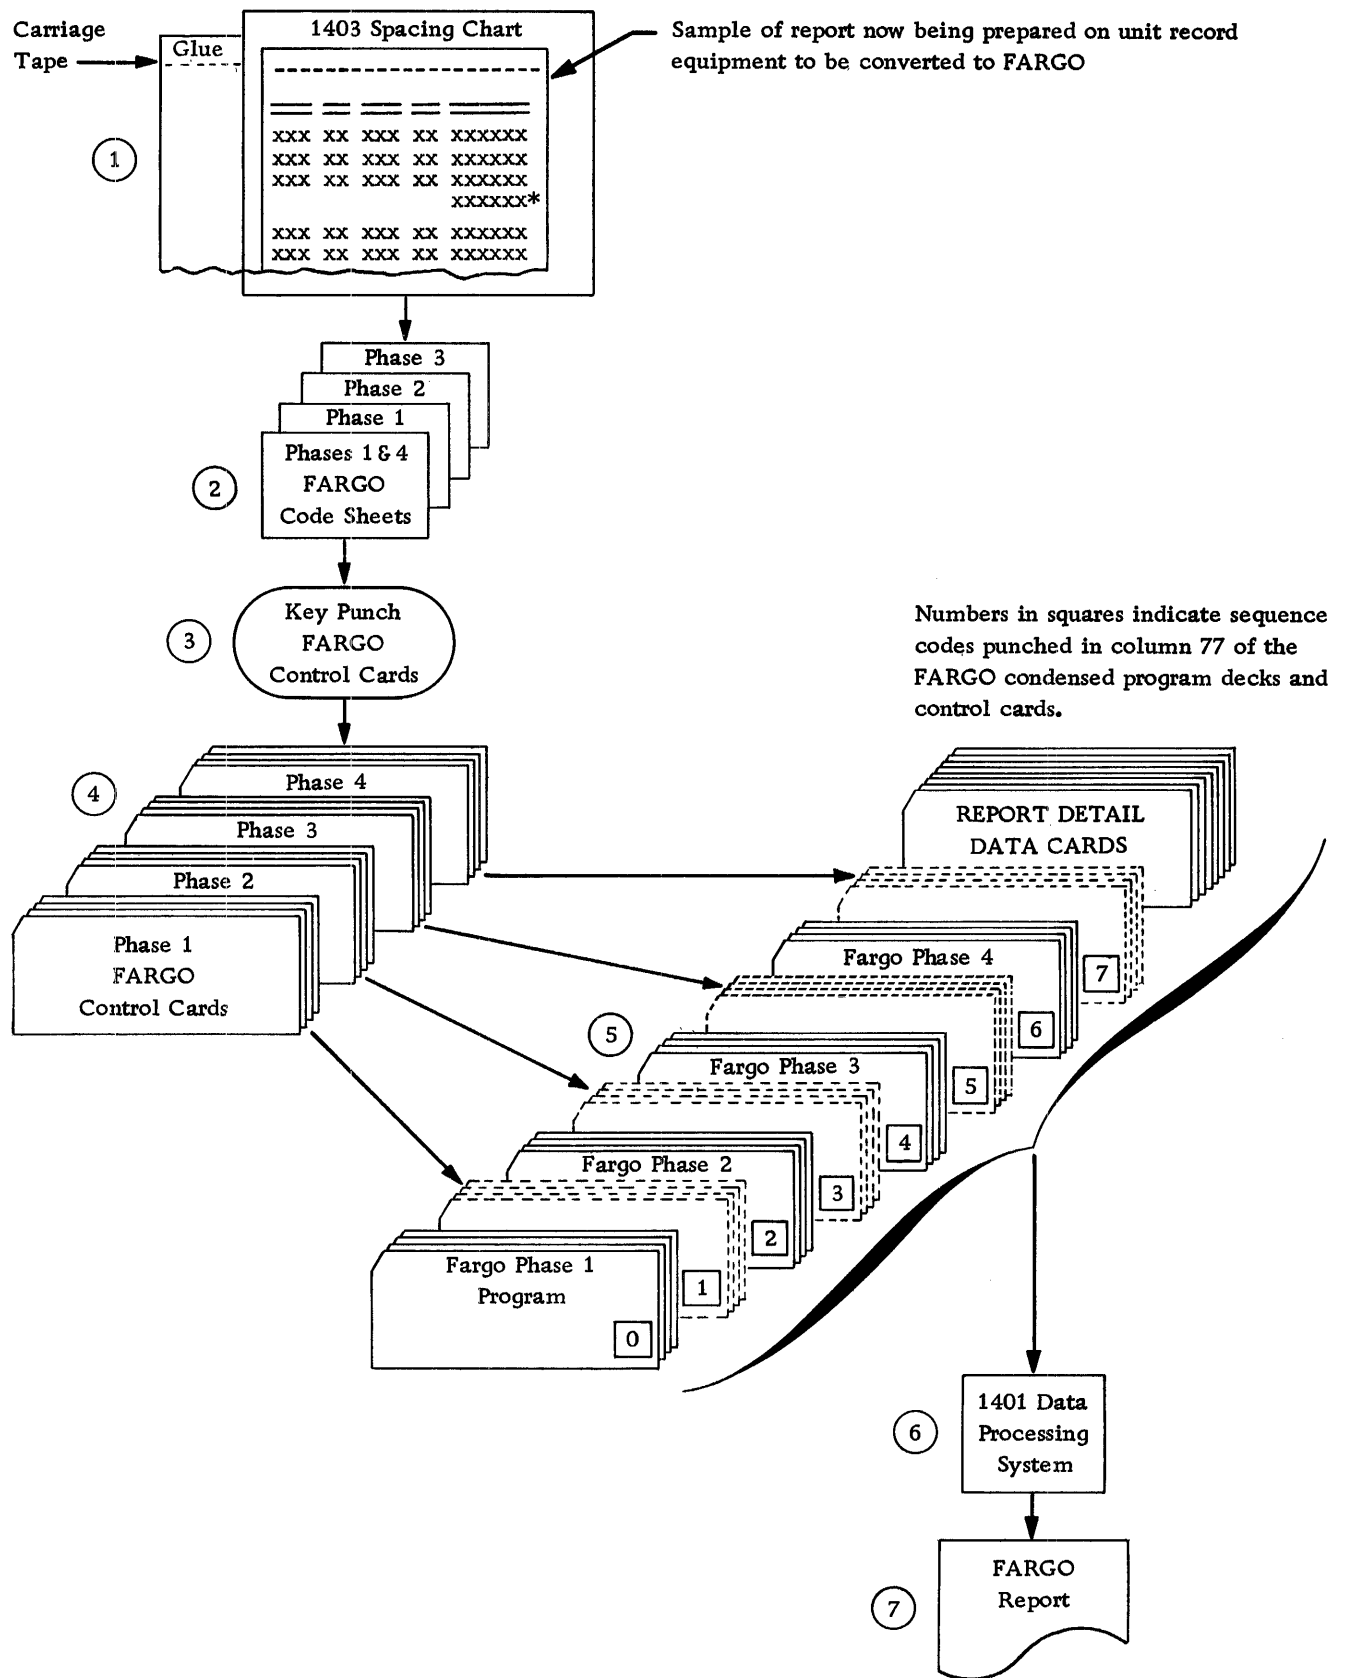 Carriage
Tape
Glue
1403 Spacing Chart
Sample of report now being prepared on unit record
equipment to be converted to FARGO
1
xxx xx xxx xx xxxxxx
xxx xx xxx xx xxxxxx
xxx xx xxx xx xxxxxx
xxxxxx*
xxx xx xxx xx xxxxxx
xxx xx xxx xx xxxxxx
Phase 3
Phase 2
Phase 1
2
Phases 1 & 4
FARGO
Code Sheets
3
Key Punch
FARGO
Control Cards
Numbers in squares indicate sequence
codes punched in column 77 of the
FARGO condensed program decks and
control cards.
4
Phase 4
Phase 3
Phase 2
Phase 1
FARGO
Control Cards
5
REPORT DETAIL
DATA CARDS
7
Fargo Phase 4
6
5
Fargo Phase 3
4
3
Fargo Phase 2
2
1
Fargo Phase 1
Program
0
6
1401 Data
Processing
System
7
FARGO
Report